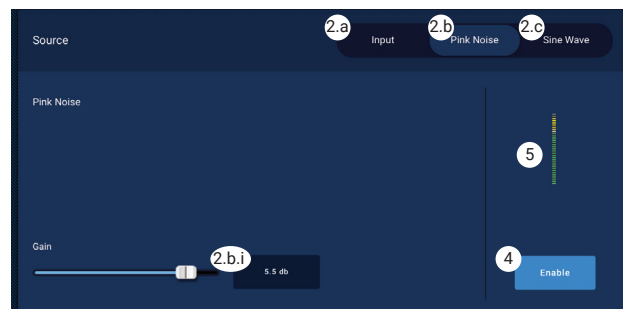 2.a 2.b 2.c
Source Input Pink Noise Sine Wave
Pink Noise
5
Gain
2.b.i 4
5.5 db Enable